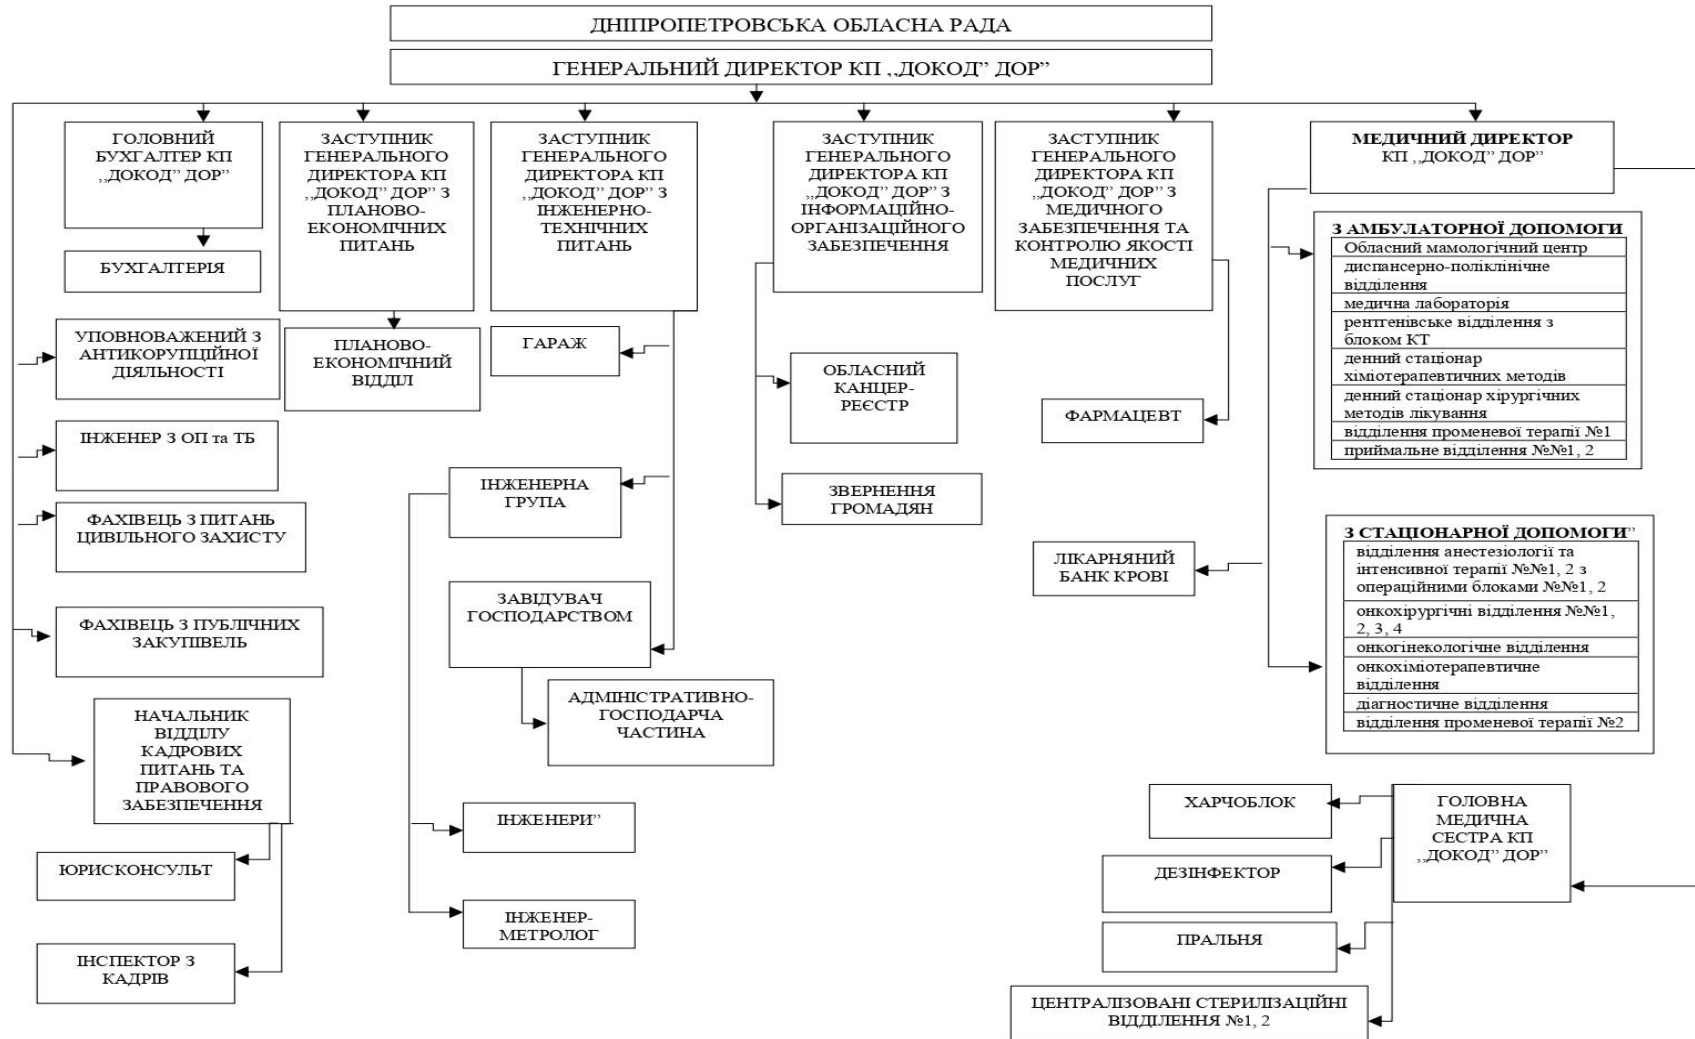 ДНІПРОПЕТРОВСЬКА ОБЛАСНА РАДА
ГЕНЕРАЛЬНИЙ ДИРЕКТОР КП ,,ДОКОД” ДОР”
ГОЛОВНИЙ
БУХГАЛТЕР КП
,,ДОКОД” ДОР”
БУХГАЛТЕРІЯ
ЗАСТУПНИК
ГЕНЕРАЛЬНОГО
ДИРЕКТОРА КП
,,ДОКОД” ДОР” З
ПЛАНОВО-
ЕКОНОМІЧНИХ
ПИТАНЬ
ПЛАНОВО-
ЕКОНОМІЧНИЙ
ВІДДІЛ
ЗАСТУПНИК
ГЕНЕРАЛЬНОГО
ДИРЕКТОРА КП
,,ДОКОД” ДОР” З
ІНЖЕНЕРНО-
ТЕХНІЧНИХ
ПИТАНЬ
ГАРАЖ
ІНЖЕНЕРНА
ГРУПА
ЗАВІДУВАЧ
ГОСПОДАРСТВОМ
АДМІНІСТРАТИВНО-
ГОСПОДАРЧА
ЧАСТИНА
ІНЖЕНЕРИ”
ІНЖЕНЕР-
МЕТРОЛОГ
ЗАСТУПНИК
ГЕНЕРАЛЬНОГО
ДИРЕКТОРА КП
,,ДОКОД” ДОР” З
ІНФОРМАЦІЙНО-
ОРГАНІЗАЦІЙНОГО
ЗАБЕЗПЕЧЕННЯ
ОБЛАСНИЙ
КАНЦЕР-
РЕЄСТР
ЗВЕРНЕННЯ
ГРОМАДЯН
ЗАСТУПНИК
ГЕНЕРАЛЬНОГО
ДИРЕКТОРА КП
,,ДОКОД” ДОР” З
МЕДИЧНОГО
ЗАБЕЗПЕЧЕННЯ ТА
КОНТРОЛЮ ЯКОСТІ
МЕДИЧНИХ
ПОСЛУГ
ФАРМАЦЕВТ
ЛІКАРНЯНИЙ
БАНК КРОВІ
МЕДИЧНИЙ ДИРЕКТОР
КП ,,ДОКОД” ДОР”
З АМБУЛАТОРНОЇ ДОПОМОГИ
Обласний мамологічний центр
диспансерно-поліклінічне
відділення
медична лабораторія
рентгенівське відділення з
блоком КТ
денний стаціонар
хіміотерапевтичних методів
денний стаціонар хірургічних
методів лікування
відділення променевої терапії №1
приймальне відділення №№1, 2
З СТАЦІОНАРНОЇ ДОПОМОГИ”
відділення анестезіології та
інтенсивної терапії №№1, 2 з
операційними блоками №№1, 2
онкохірургічні відділення №№1,
2, 3, 4
онкогінекологічне відділення
онкохіміотерапевтичне
відділення
діагностичне відділення
відділення променевої терапії №2
УПОВНОВАЖЕНИЙ З
АНТИКОРУПЦІЙНОЇ
ДІЯЛЬНОСТІ
ІНЖЕНЕР З ОП та ТБ
ФАХІВЕЦЬ З ПИТАНЬ
ЦИВІЛЬНОГО ЗАХИСТУ
ФАХІВЕЦЬ З ПУБЛІЧНИХ
ЗАКУПІВЕЛЬ
НАЧАЛЬНИК
ВІДДІЛУ
КАДРОВИХ
ПИТАНЬ ТА
ПРАВОВОГО
ЗАБЕЗПЕЧЕННЯ
ЮРИСКОНСУЛЬТ
ІНСПЕКТОР З
КАДРІВ
ГОЛОВНА
МЕДИЧНА
СЕСТРА КП
,,ДОКОД” ДОР”
ХАРЧОБЛОК
ДЕЗІНФЕКТОР
ПРАЛЬНЯ
ЦЕНТРАЛІЗОВАНІ СТЕРИЛІЗАЦІЙНІ
ВІДДІЛЕННЯ №1, 2